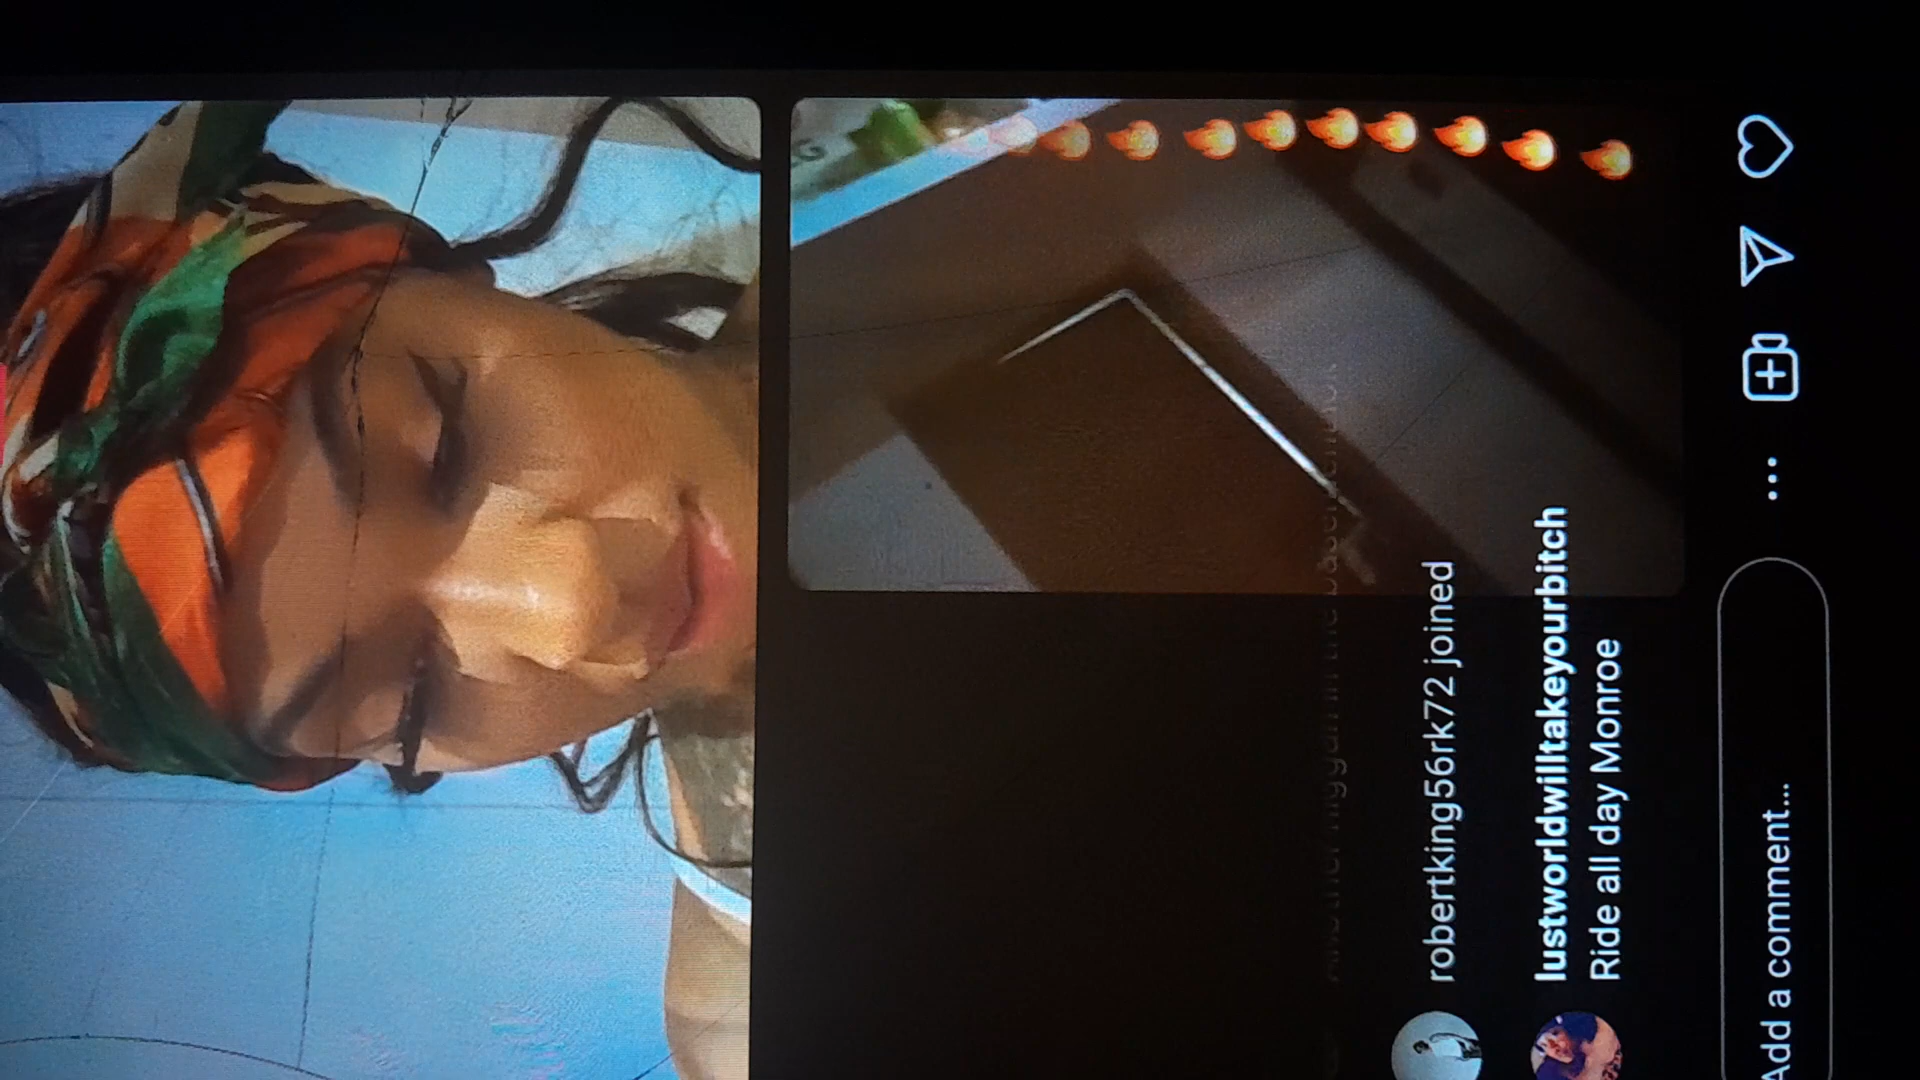 robertking56rk72 joined
lustworldwilltakeyourbitch
Ride all day Monroe
Add a comment...